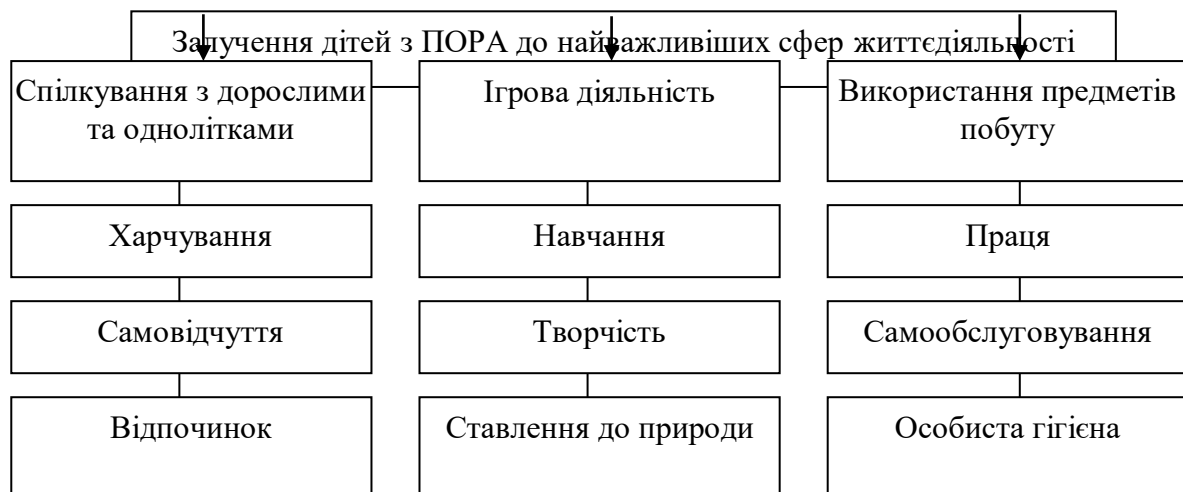 Залучення дітей з ПОРА до найважливіших сфер життєдіяльності
Спілкування з дорослими
та однолітками
Ігрова діяльність
Використання предметів
побуту
Харчування
Навчання
Праця
Самовідчуття
Творчість
Самообслуговування
Відпочинок
Ставлення до природи
Особиста гігієна